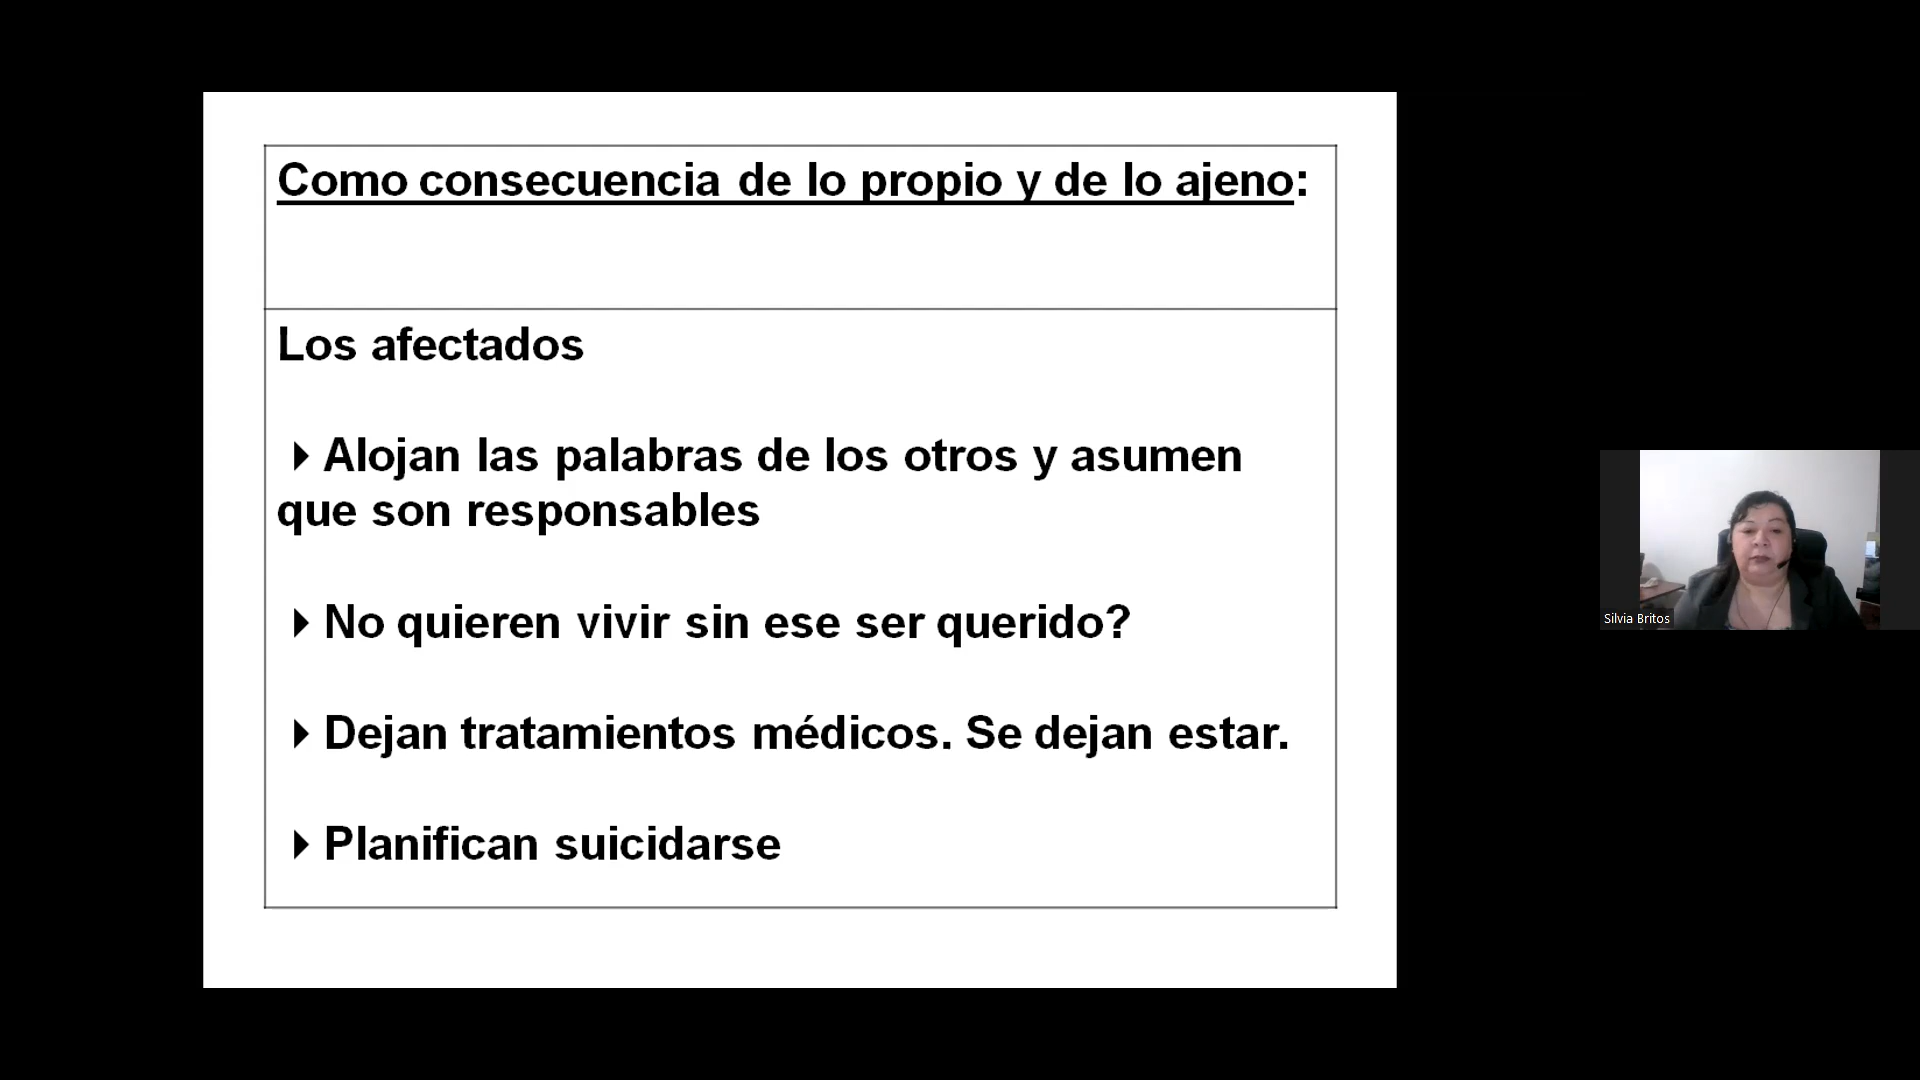 Como consecuencia de lo propio y de lo ajeno:
Los afectados
Alojan las palabras de los otros y asumen
que son responsables
No quieren vivir sin ese ser querido?
Dejan tratamientos médicos. Se dejan estar.
Planifican suicidarse
Silvia Britos